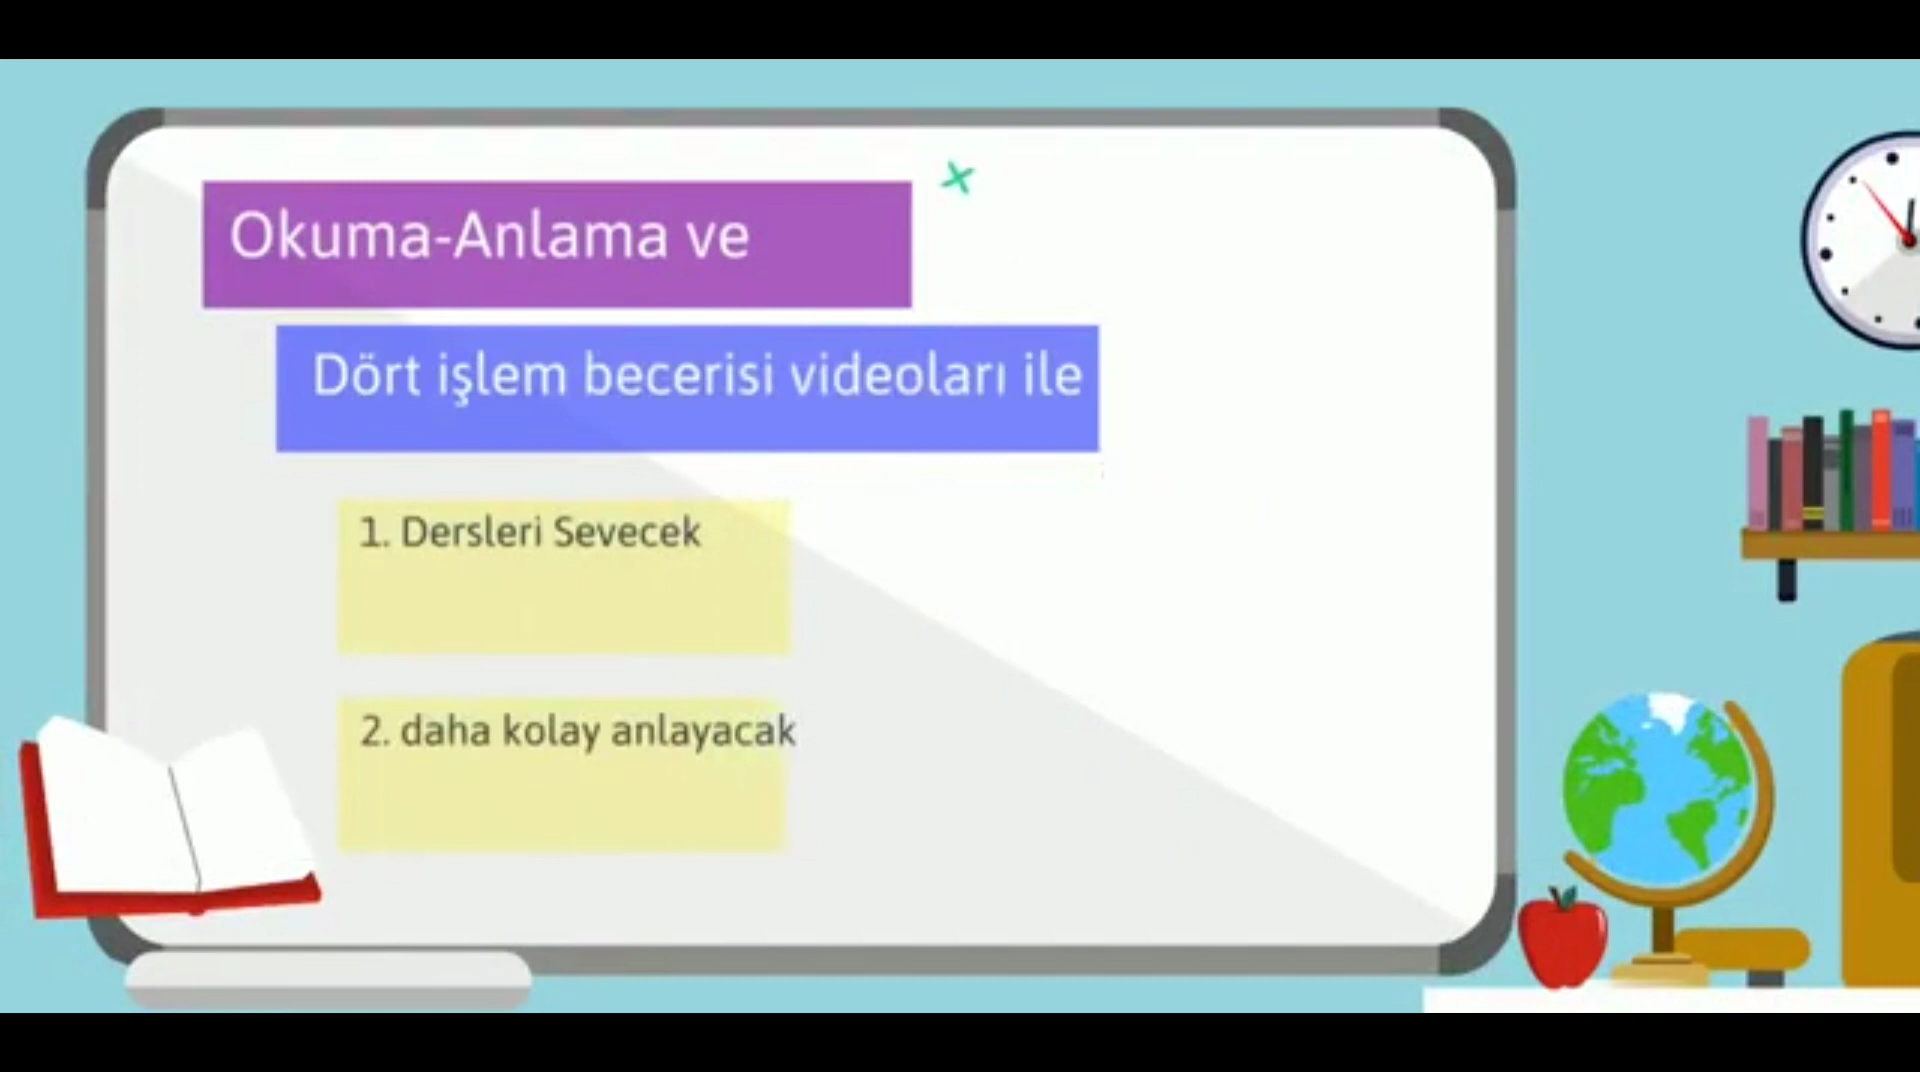 Okuma-Anlama ve
Dört işlem becerisi videoları ile
1. Dersleri Sevecek
2. daha kolay anlayacak